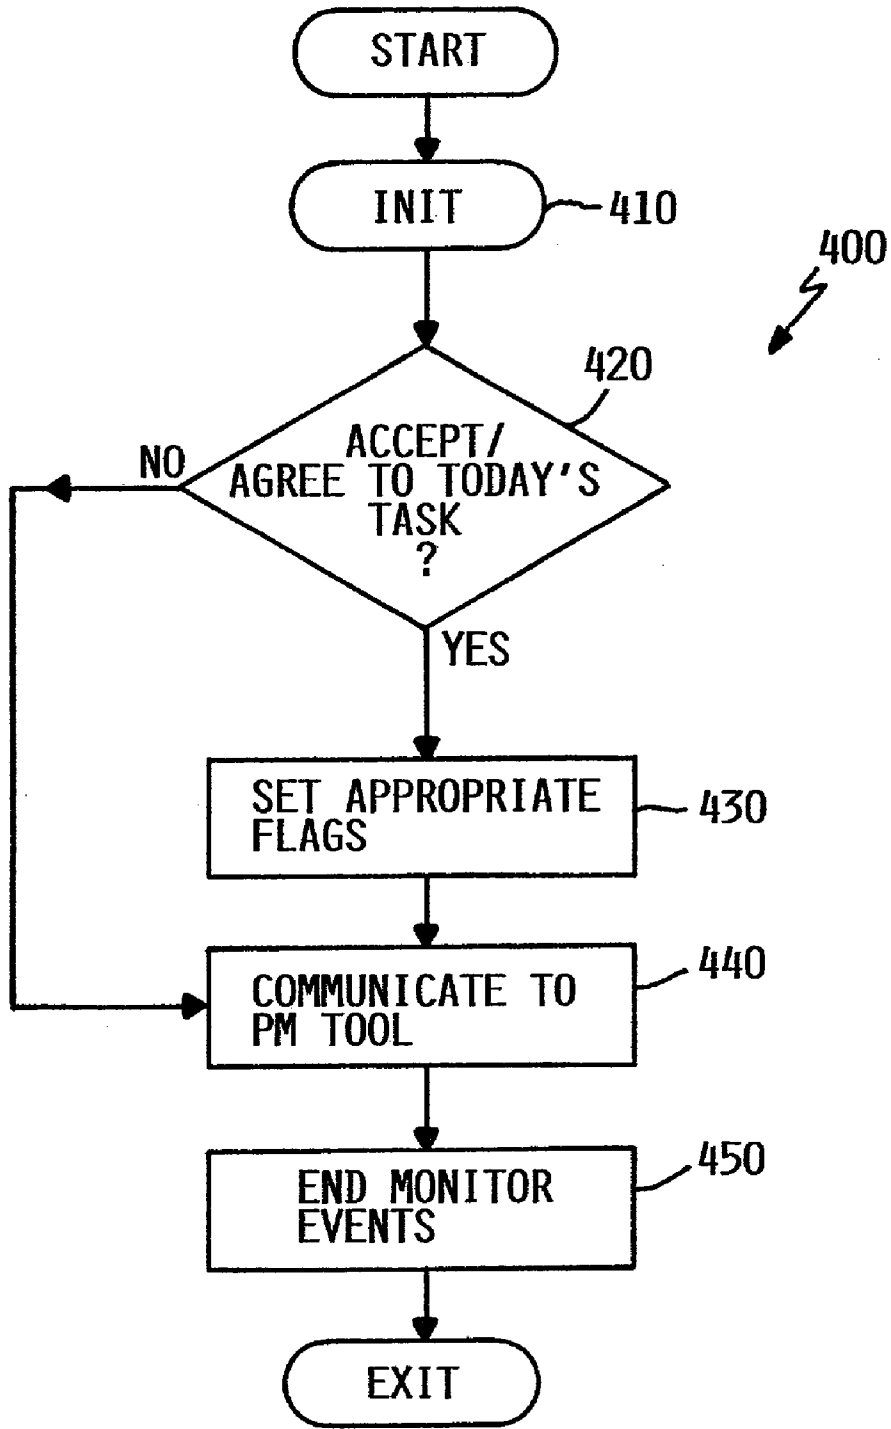 START
INIT
410
400
420
ACCEPT/
AGREE TO TODAY'S
TASK
?
NO
YES
SET APPROPRIATE
FLAGS
430
COMMUNICATE TO
PM TOOL
440
END MONITOR
EVENTS
450
EXIT